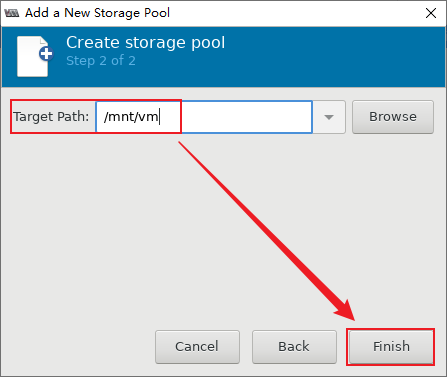 Add a New Storage Pool
Create storage pool
Step 2 of 2
Target Path: /mnt/vm Browse
Cancel Back Finish